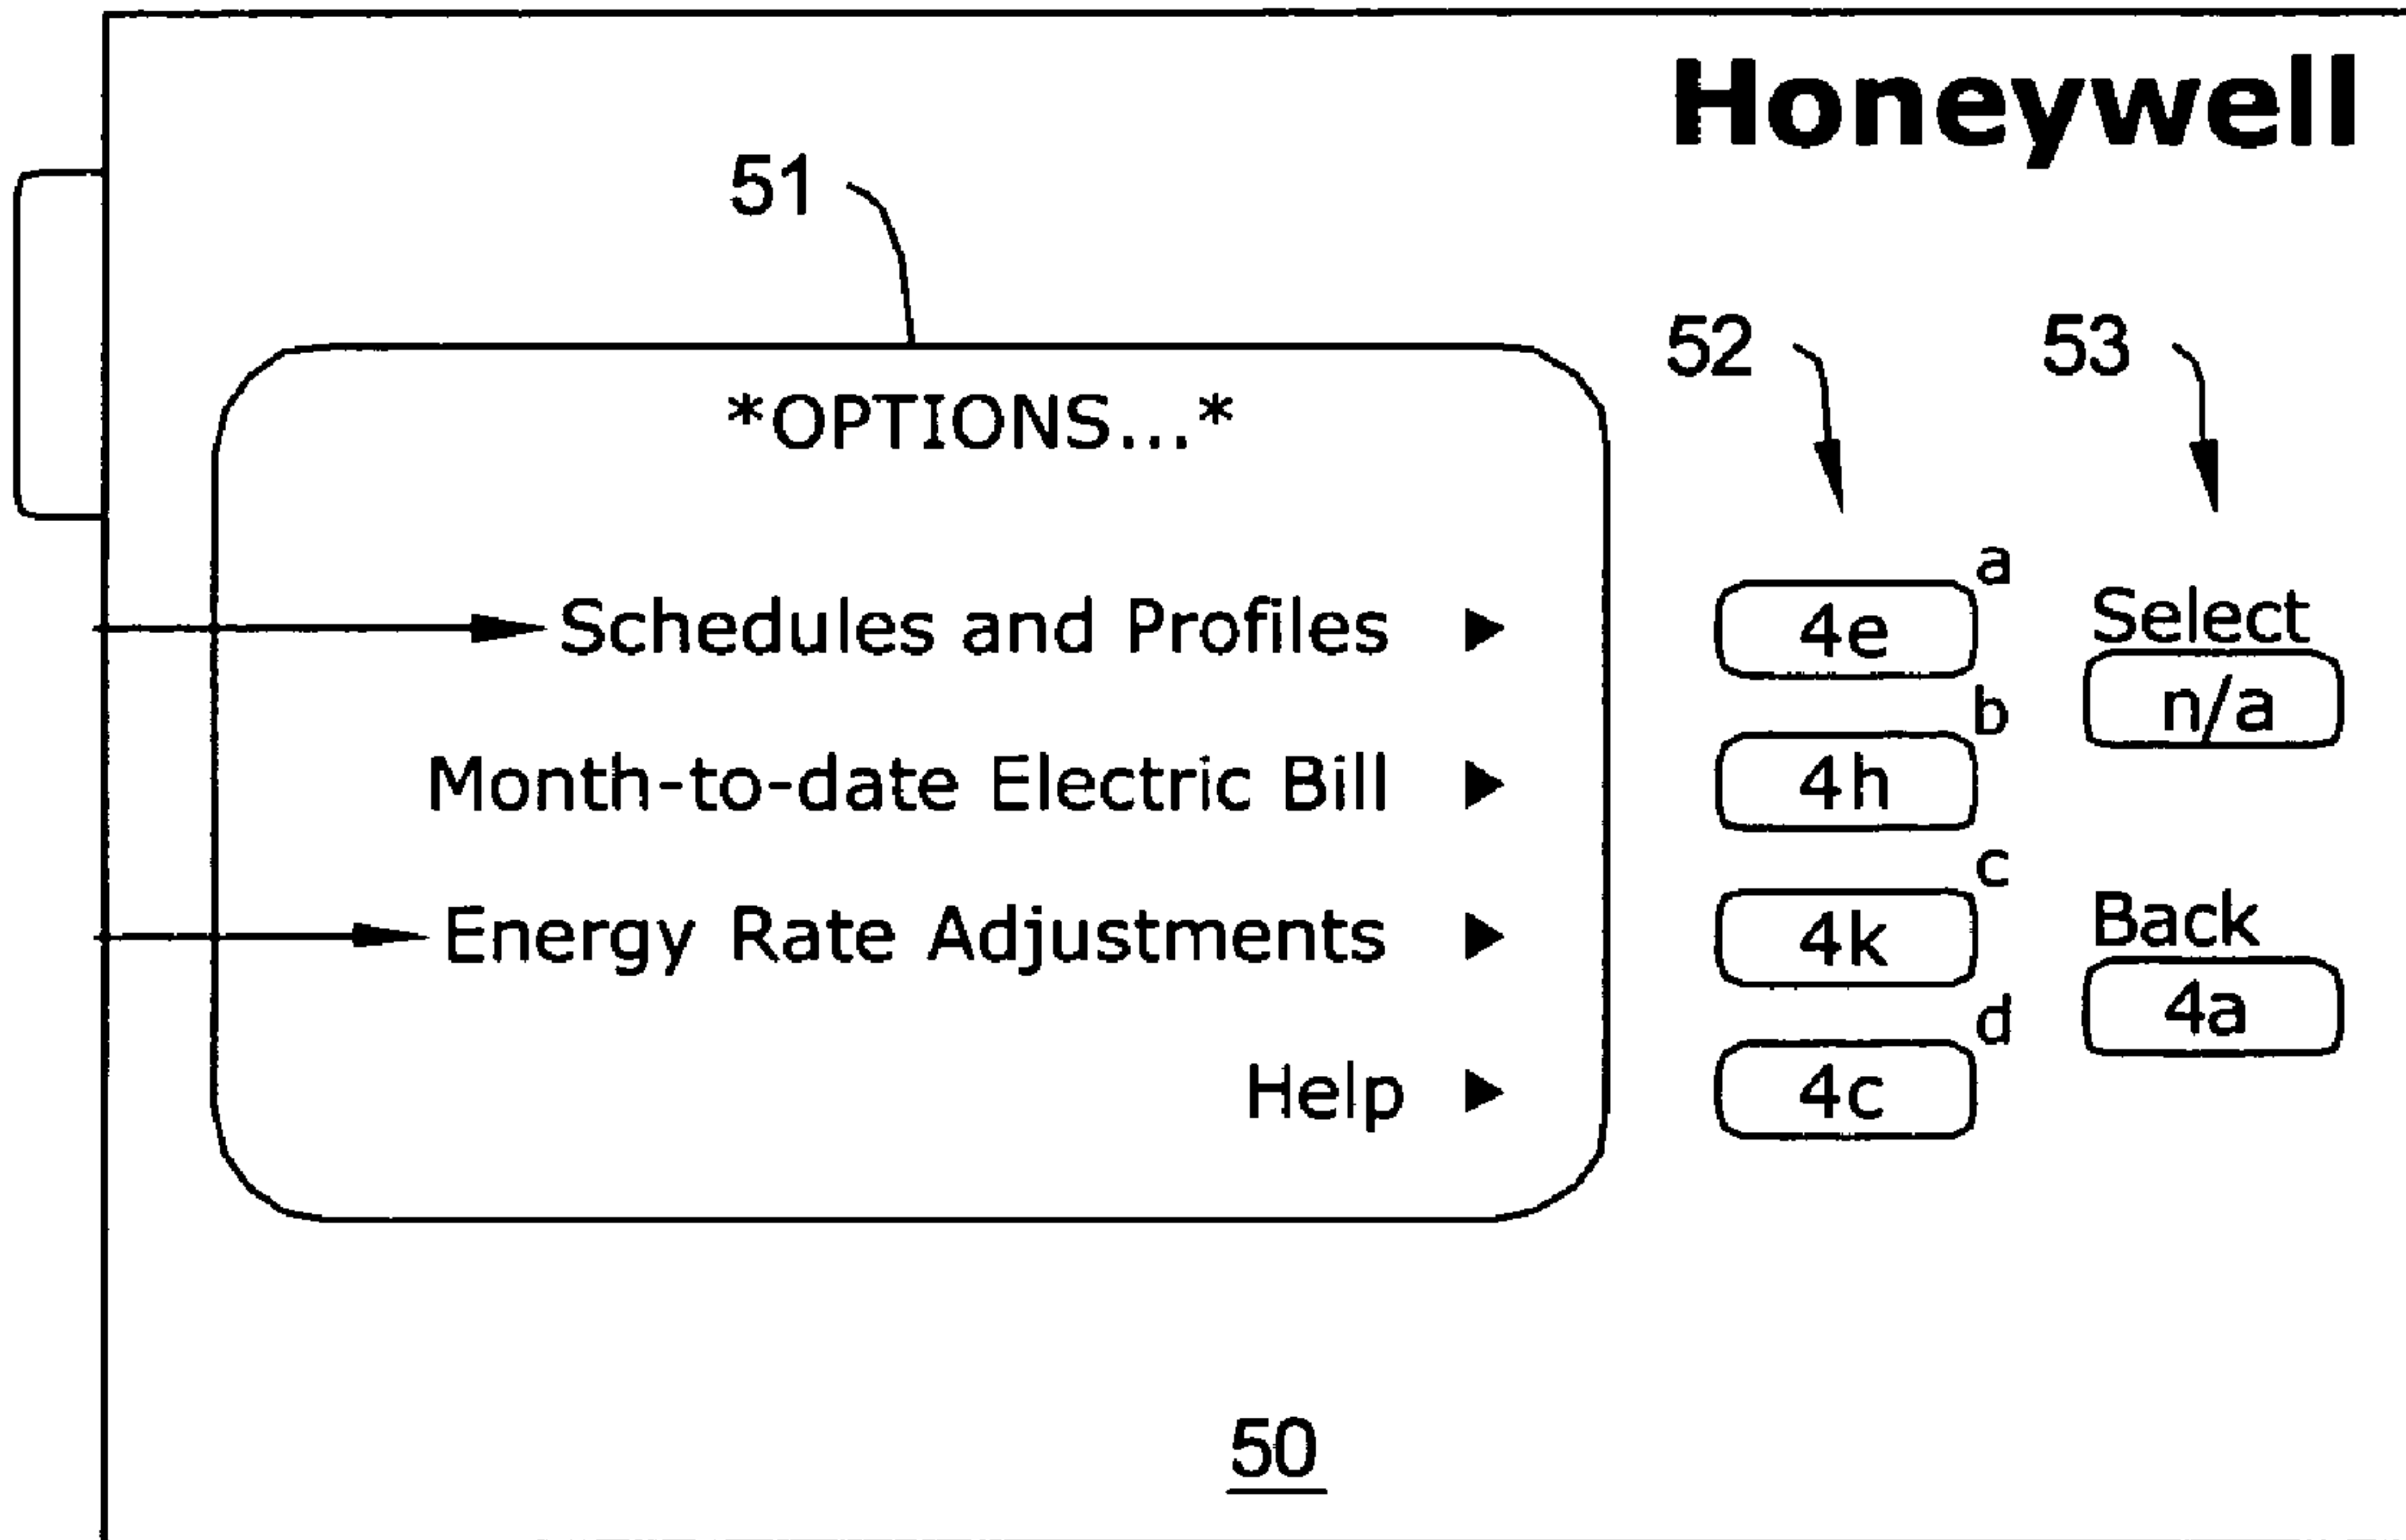 Honeywell
51
52
53
*OPTIONS...*
a
Schedules and Profiles ▶
4e
Select
n/a
b
Month-to-date Electric Bill ▶
4h
c
Energy Rate Adjustments ▶
4k
Back
4a
d
Help ▶
4c
50